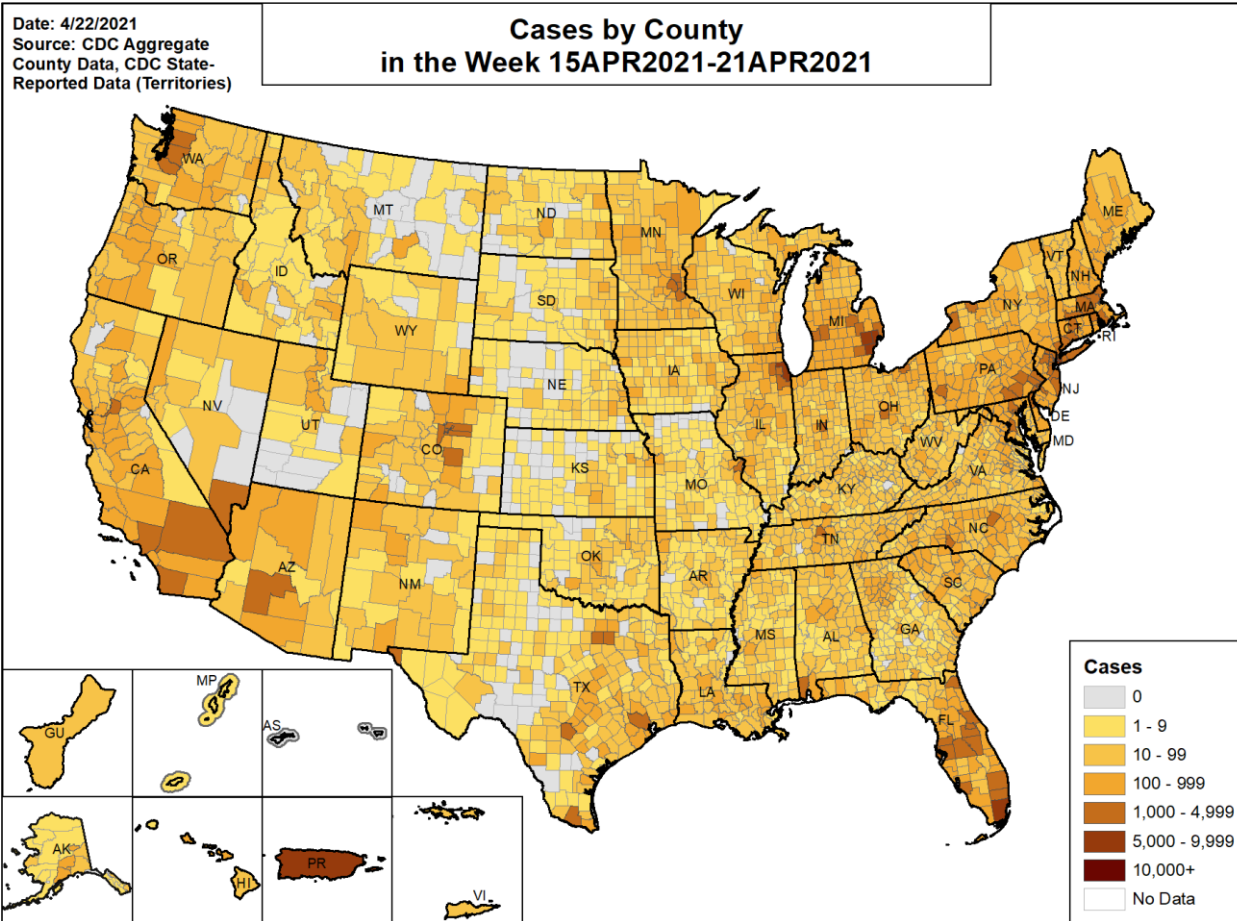 Date: 4/22/2021
Source: CDC Aggregate
County Data, CDC State-
Reported Data (Territories)
Cases by County
in the Week 15APR2021-21APR2021
WA
MT
ND
MN
ME
OR
ID
SD
WI
MI
VT
NH
NY
MA
CT
RI
WY
IA
NE
PA
NJ
NV
UT
CO
IL
IN
OH
DE
MD
CA
KS
MO
WV
KY
VA
AZ
NM
OK
AR
TN
NC
SC
TX
LA
MS
AL
GA
FL
GU
MP
AS
AK
HI
PR
VI
Cases
0
1 - 9
10 - 99
100 - 999
1,000 - 4,999
5,000 - 9,999
10,000+
No Data